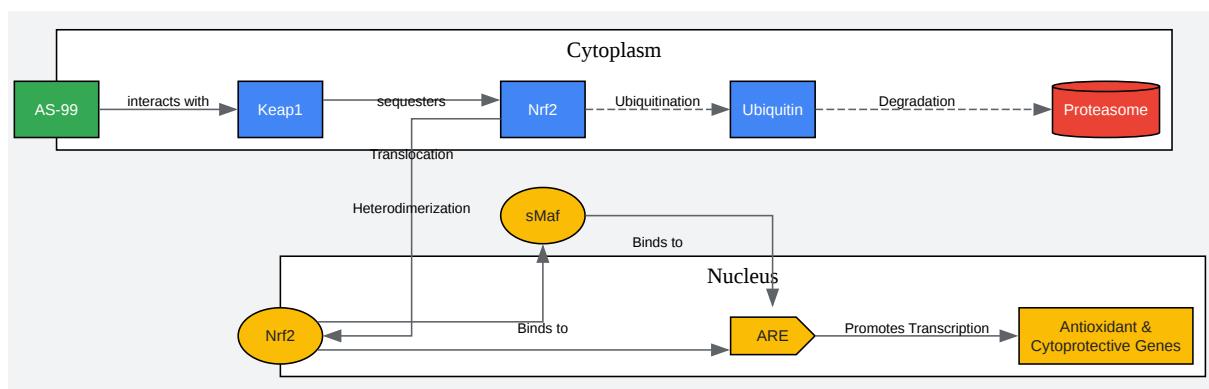 Cytoplasm
AS-99
interacts with
Keap1
sequesters
Nrf2
Ubiquitination
Ubiquitin
Degradation
Proteasome
Translocation
Heterodimerization
sMaf
Binds to
Nucleus
Nrf2
Binds to
ARE
Promotes Transcription
Antioxidant &
Cytoprotective Genes